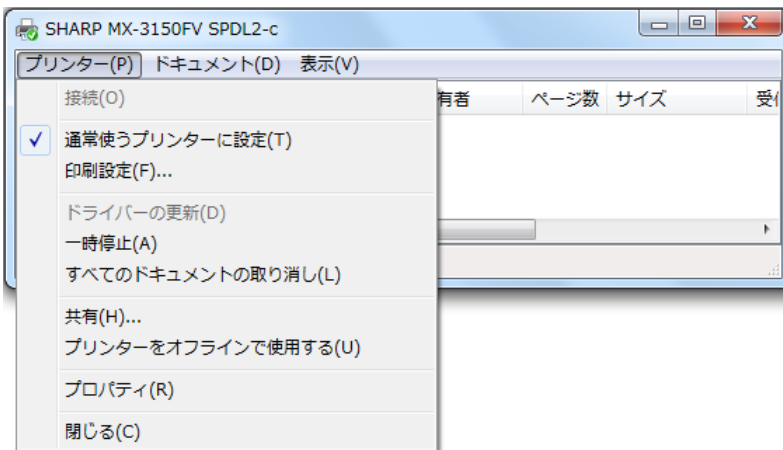 SHARP MX-3150FV SPDL2-c
プリンター(P) ドキュメント(D) 表示(V)
有者 ページ数 サイズ 受
接続(O)
通常使うプリンターに設定(T)
印刷設定(F)...
ドライバーの更新(D)
一時停止(A)
すべてのドキュメントの取り消し(L)
共有(H)...
プリンターをオフラインで使用する(U)
プロパティ(R)
閉じる(C)